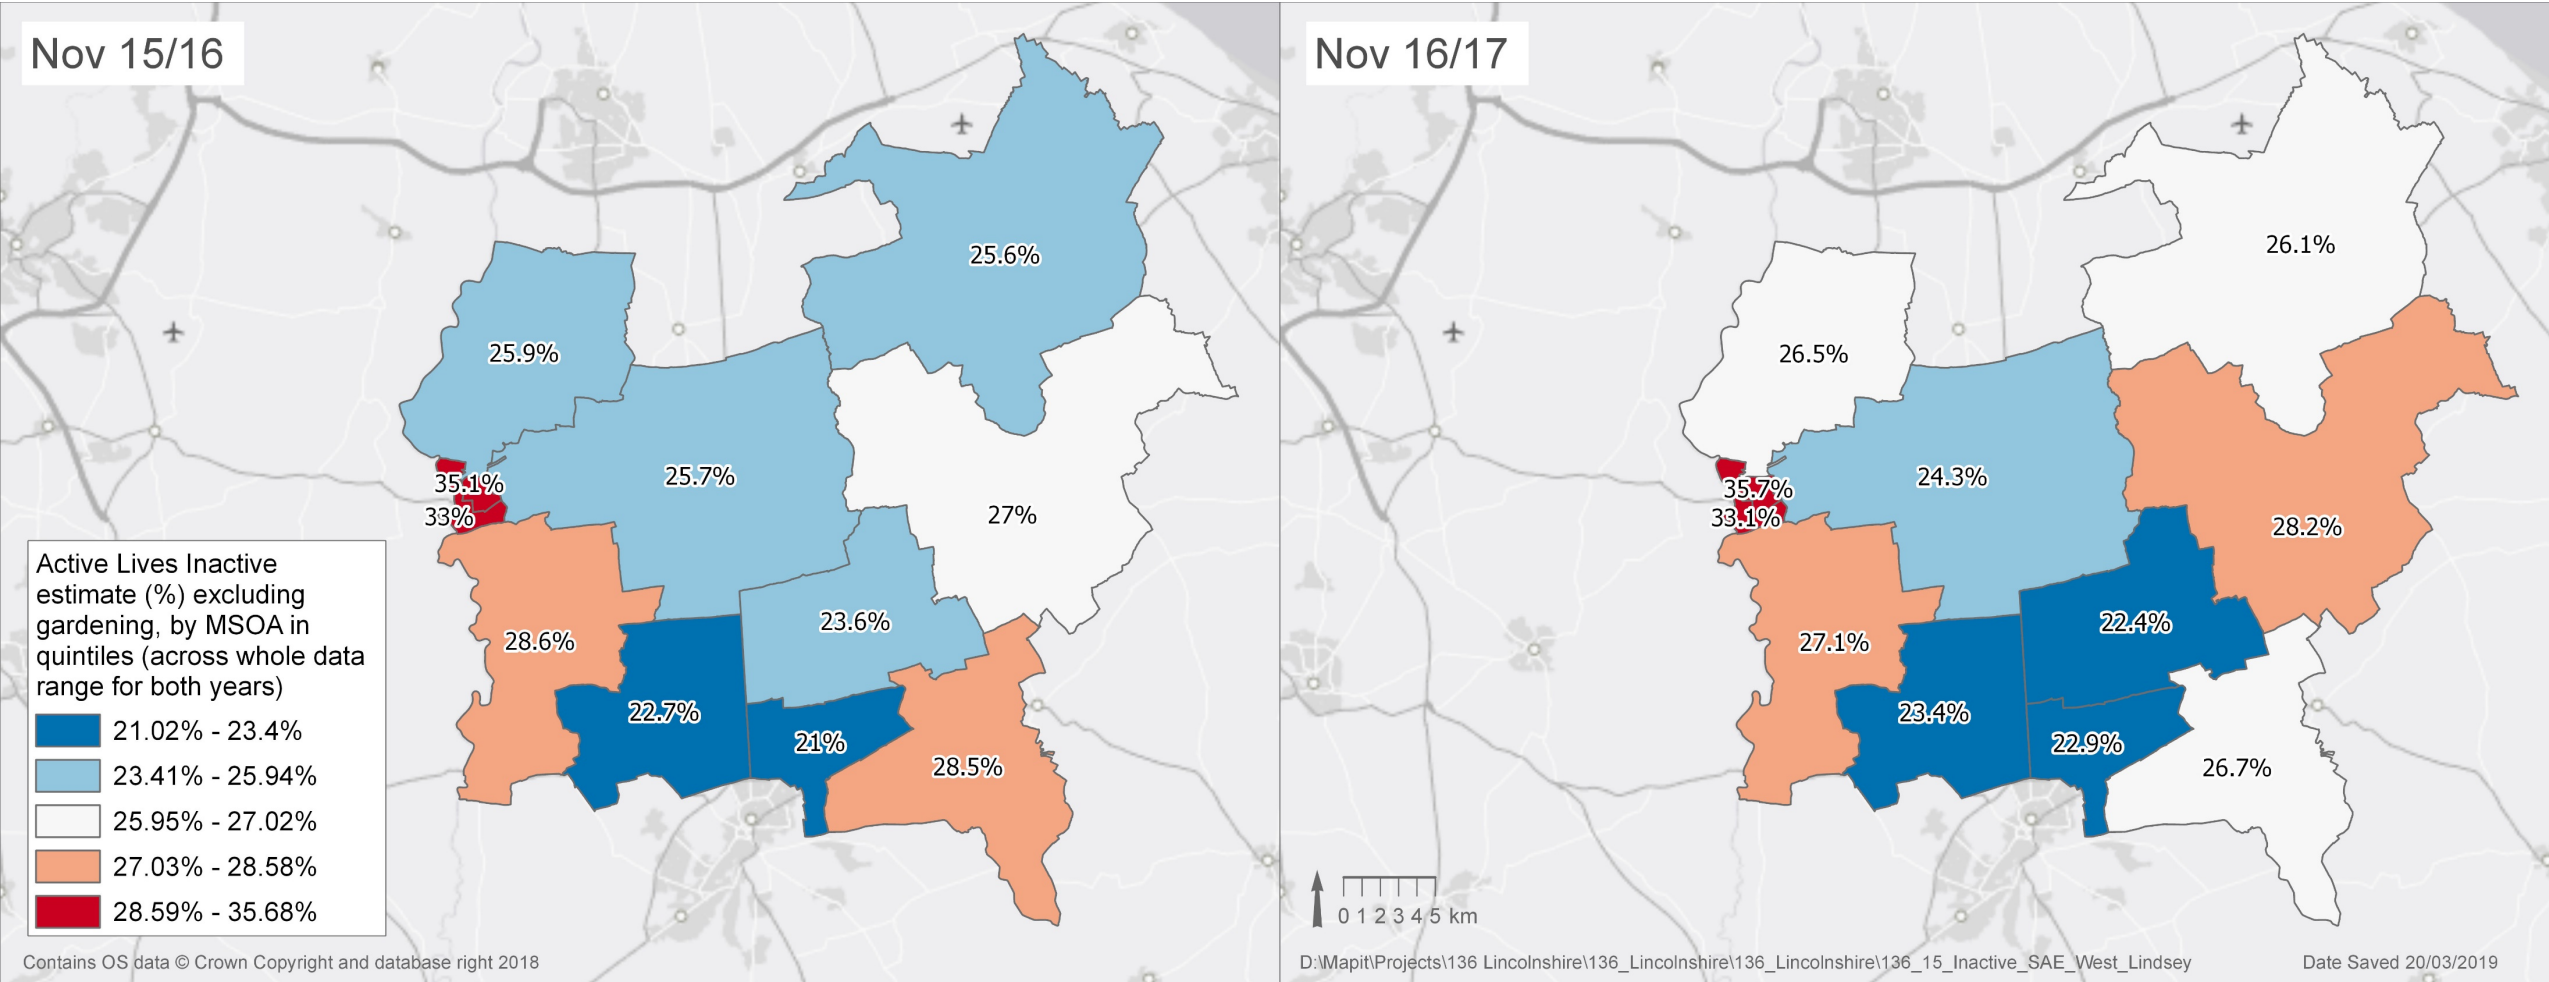 Nov 15/16
25.6%
25.9%
25.7%
35.1%
33%
27%
28.6%
23.6%
22.7%
21%
28.5%
Active Lives Inactive
estimate (%) excluding
gardening, by MSOA in
quintiles (across whole data
range for both years)
21.02% - 23.4%
23.41% - 25.94%
25.95% - 27.02%
27.03% - 28.58%
28.59% - 35.68%
Contains OS data © Crown Copyright and database right 2018
Nov 16/17
26.1%
26.5%
24.3%
35.7%
33.1%
28.2%
27.1%
22.4%
23.4%
22.9%
26.7%
0 1 2 3 4 5 km
D:\Mapit\Projects\136 Lincolnshire\136_Lincolnshire\136_Lincolnshire\136_15_Inactive_SAE_West_Lindsey
Date Saved 20/03/2019